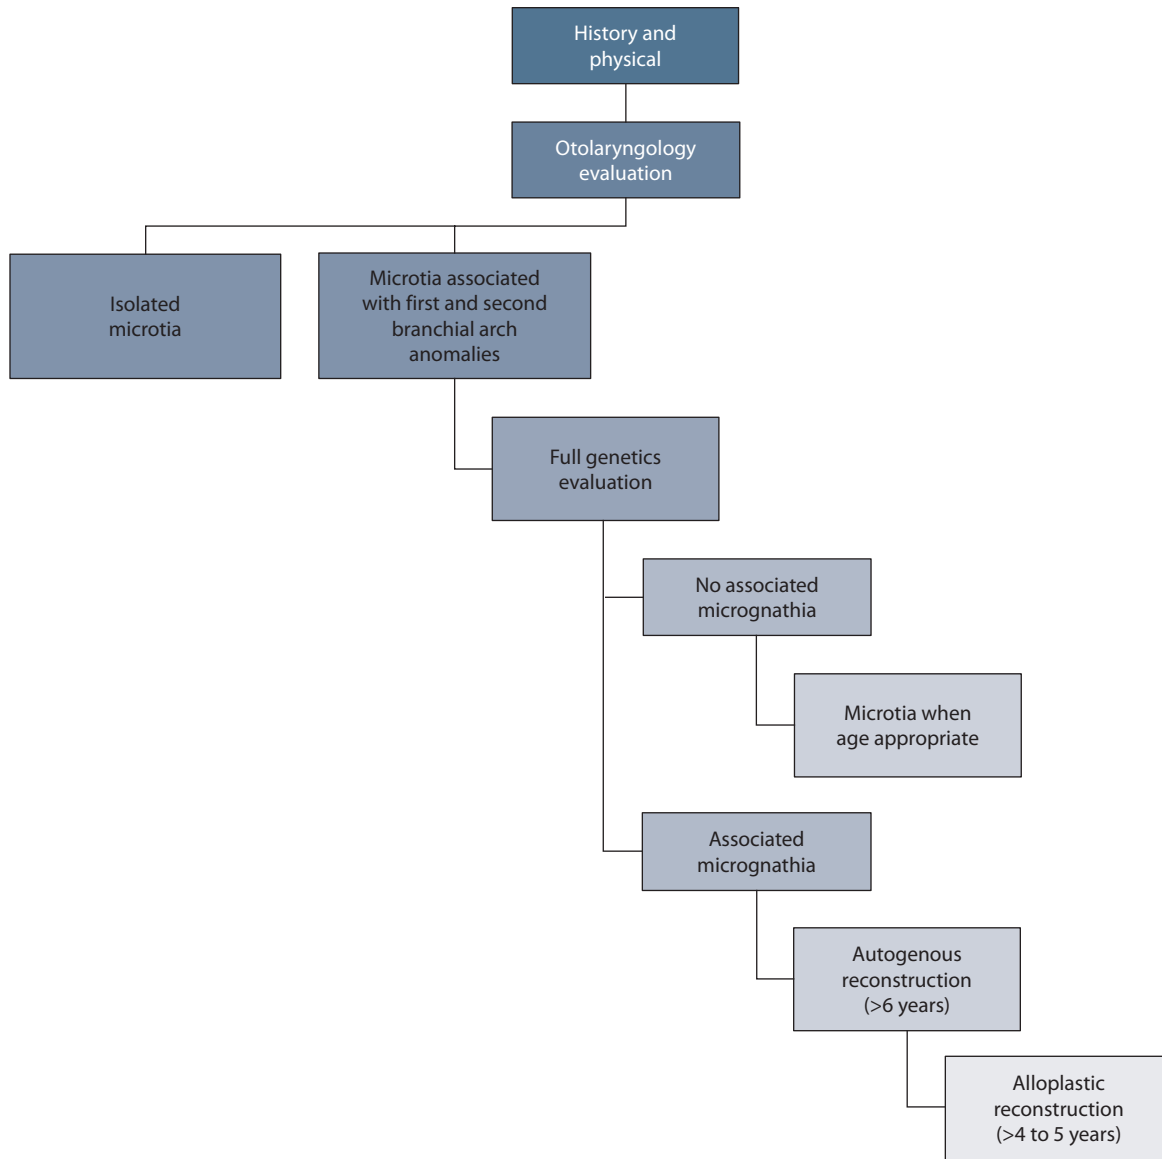 History and
physical
Otolaryngology
evaluation
Isolated
microtia
Microtia associated
with first and second
branchial arch
anomalies
Full genetics
evaluation
No associated
micrognathia
Microtia when
age appropriate
Associated
micrognathia
Autogenous
reconstruction
(>6 years)
Alloplastic
reconstruction
(>4 to 5 years)